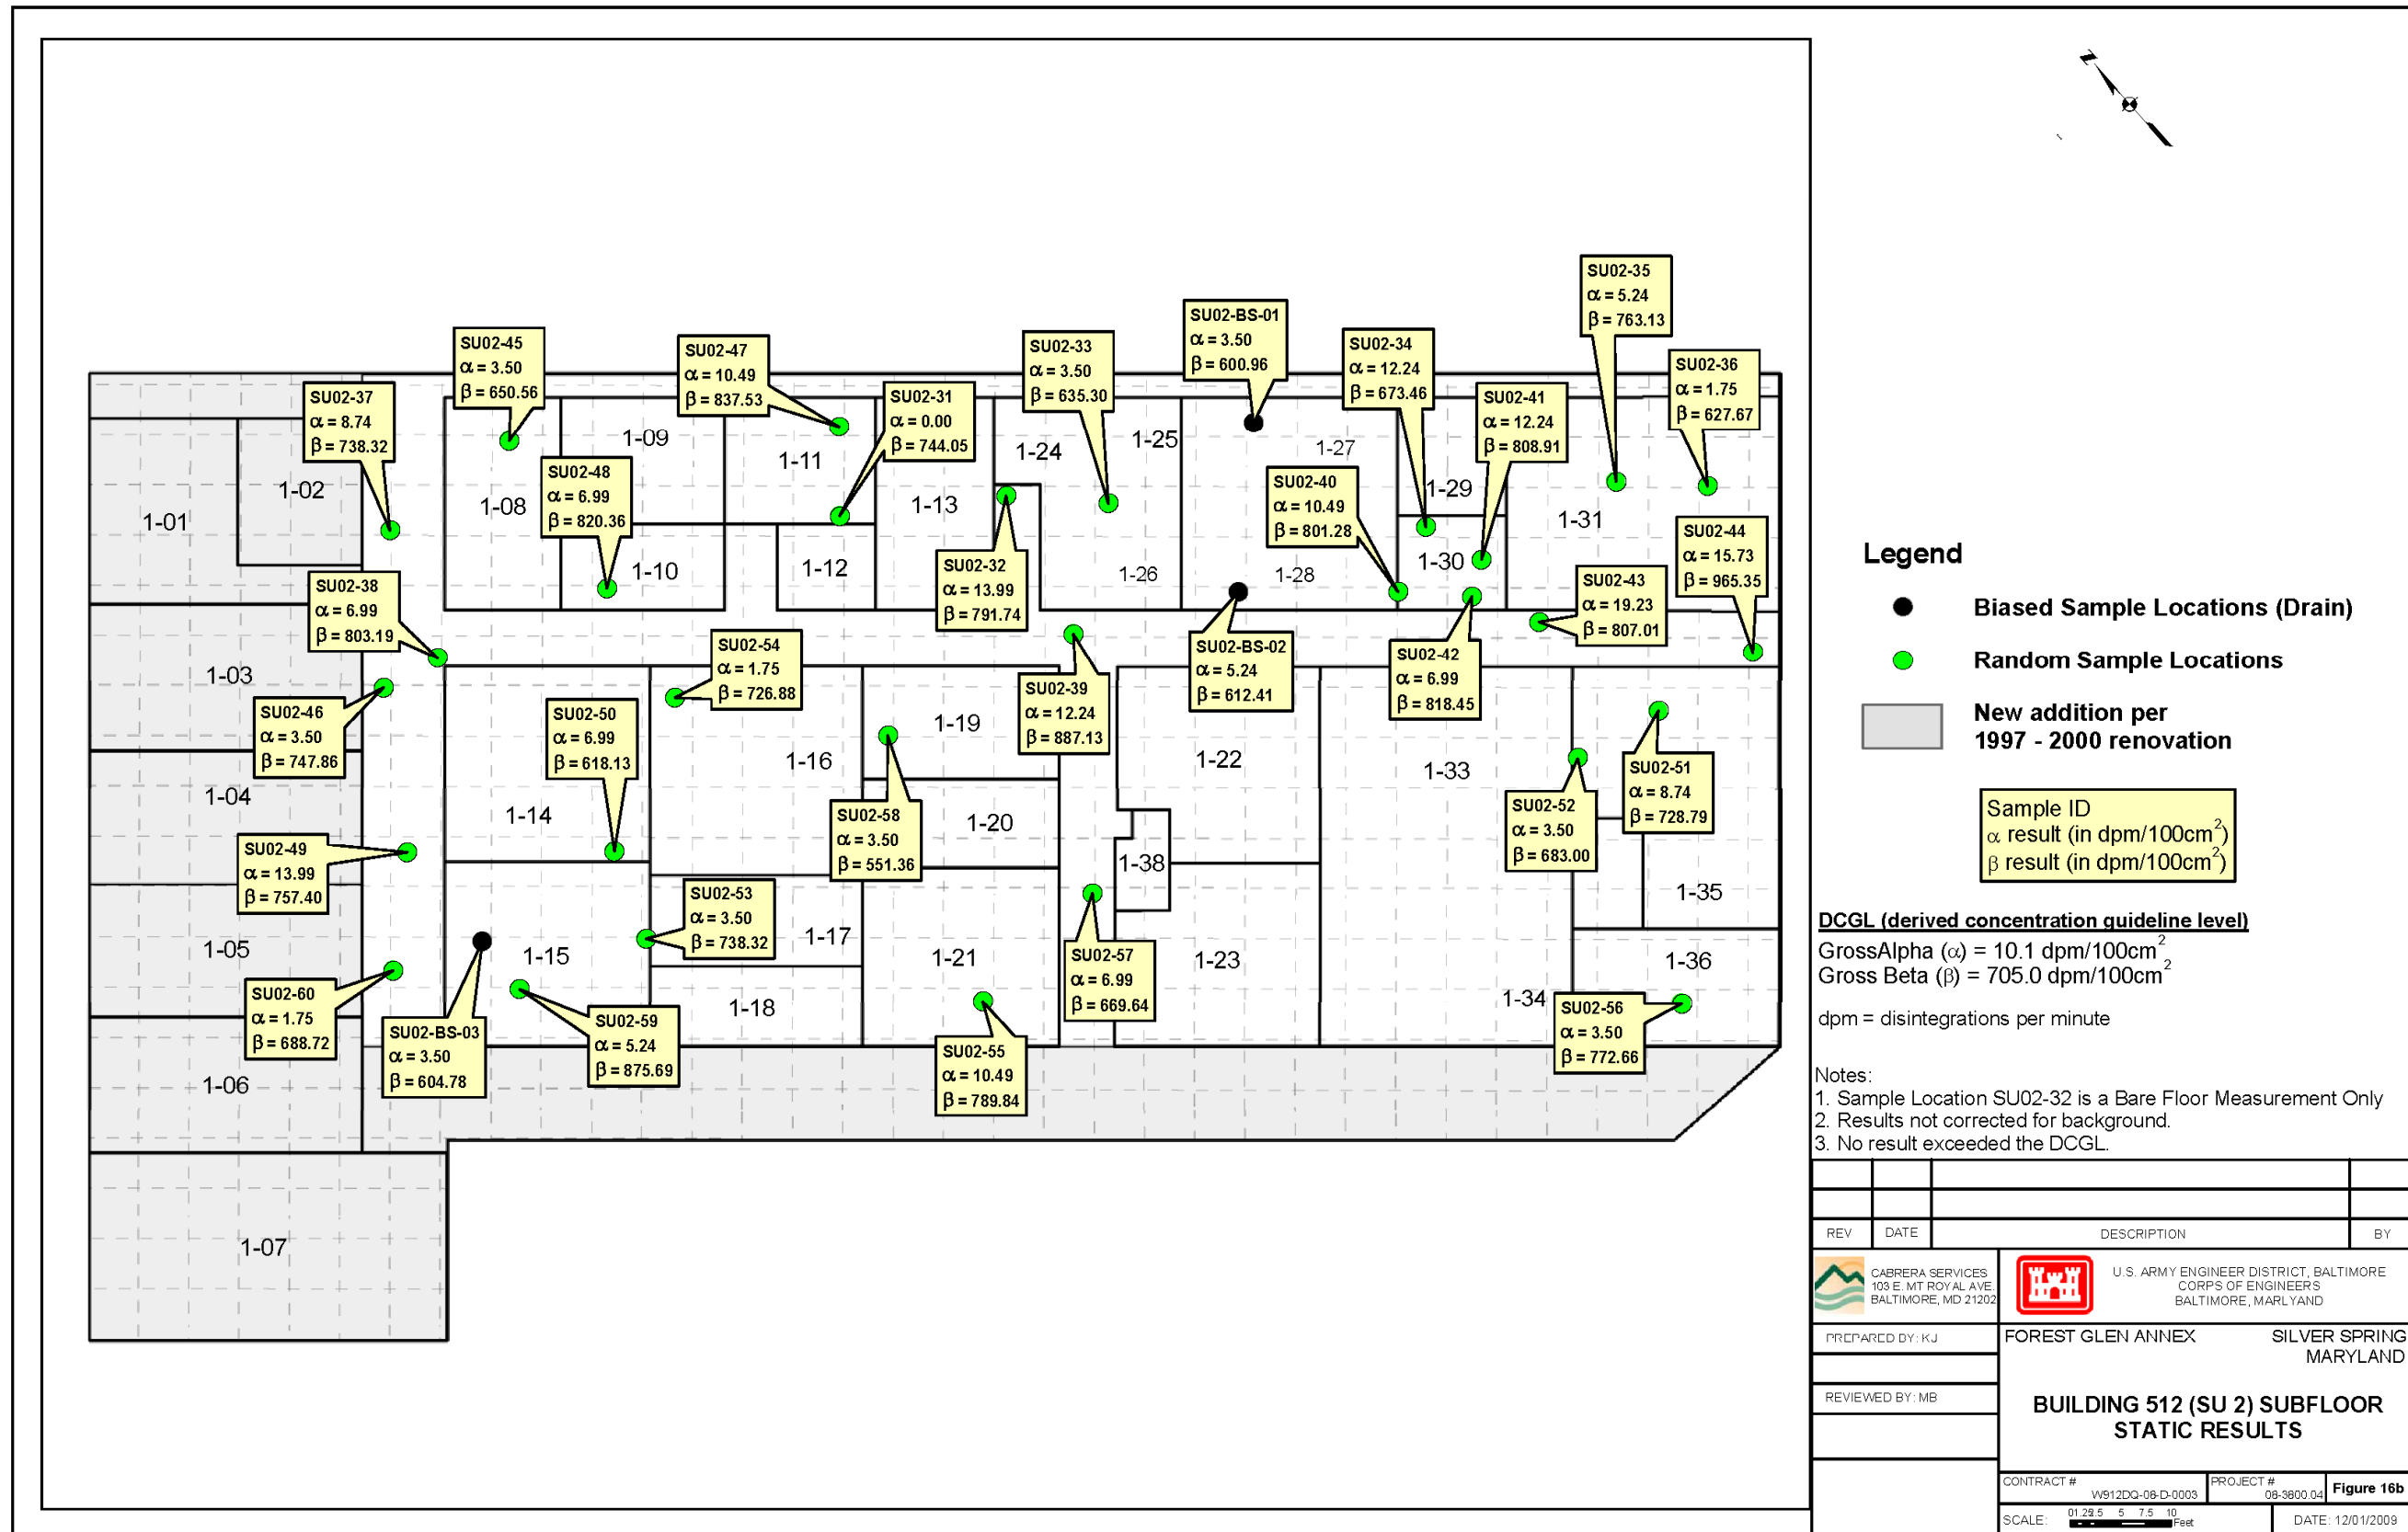 SU02-35
α = 5.24
β = 763.13
SU02-BS-01
α = 3.50
β = 600.96
SU02-45
α = 3.50
β = 650.56
SU02-47
α = 10.49
β = 837.53
SU02-33
α = 3.50
β = 635.30
SU02-34
α = 12.24
β = 673.46
SU02-36
α = 1.75
β = 627.67
SU02-37
α = 8.74
β = 738.32
SU02-31
α = 0.00
β = 744.05
SU02-41
α = 12.24
β = 808.91
1-01
1-02
1-08
1-09
SU02-48
α = 6.99
β = 820.36
1-10
1-11
1-12
1-13
1-24
1-25
1-26
1-27
1-28
SU02-40
α = 10.49
β = 801.28
1-29
1-30
1-31
SU02-44
α = 15.73
β = 965.35
SU02-32
α = 13.99
β = 791.74
SU02-43
α = 19.23
β = 807.01
SU02-38
α = 6.99
β = 803.19
1-03
SU02-54
α = 1.75
β = 726.88
SU02-BS-02
α = 5.24
β = 612.41
SU02-42
α = 6.99
β = 818.45
SU02-39
α = 12.24
β = 887.13
SU02-46
α = 3.50
β = 747.86
SU02-50
α = 6.99
β = 618.13
1-04
1-14
1-16
1-19
1-20
1-22
1-33
SU02-51
α = 8.74
β = 728.79
SU02-52
α = 3.50
β = 683.00
SU02-58
α = 3.50
β = 551.36
SU02-49
α = 13.99
β = 757.40
1-38
1-35
SU02-53
α = 3.50
β = 738.32
1-05
1-15
1-17
1-21
SU02-57
α = 6.99
β = 669.64
1-23
1-36
1-34
1-18
SU02-60
α = 1.75
β = 688.72
SU02-BS-03
α = 3.50
β = 604.78
SU02-59
α = 5.24
β = 875.69
SU02-55
α = 10.49
β = 789.84
SU02-56
α = 3.50
β = 772.66
1-06
1-07
N
Legend
Biased Sample Locations (Drain)
Random Sample Locations
New addition per
1997 - 2000 renovation
Sample ID
α result (in dpm/100cm²)
β result (in dpm/100cm²)
DCGL (derived concentration guideline level)
GrossAlpha (α) = 10.1 dpm/100cm²
Gross Beta (β) = 705.0 dpm/100cm²
dpm = disintegrations per minute
Notes:
1. Sample Location SU02-32 is a Bare Floor Measurement Only
2. Results not corrected for background.
3. No result exceeded the DCGL.
REV DATE DESCRIPTION BY
CABRERA SERVICES
103 E. MT ROYAL AVE.
BALTIMORE, MD 21202
U.S. ARMY ENGINEER DISTRICT, BALTIMORE
CORPS OF ENGINEERS
BALTIMORE, MARLYAND
PREPARED BY: KJ
FOREST GLEN ANNEX SILVER SPRING
MARYLAND
REVIEWED BY: MB
BUILDING 512 (SU 2) SUBFLOOR
STATIC RESULTS
CONTRACT # W912DQ-08-D-0003
PROJECT # 08-3800.04
Figure 16b
SCALE: 0 1.25 2.5 5 7.5 10 Feet
DATE: 12/01/2009